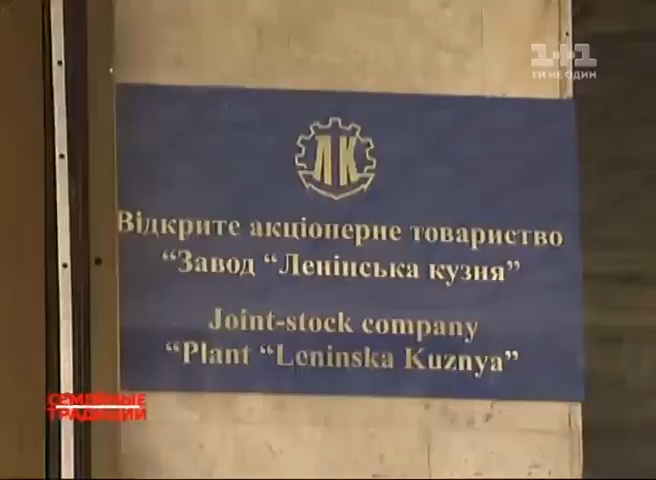 1+1
ТИ НЕ ОДИН
ЛК
Відкрите акціонерне товариство
“Завод “Ленінська кузня”
Joint-stock company
“Plant “Leninska Kuznya”
СЕМЕЙНЫЕ
ТРАДИЦИИ